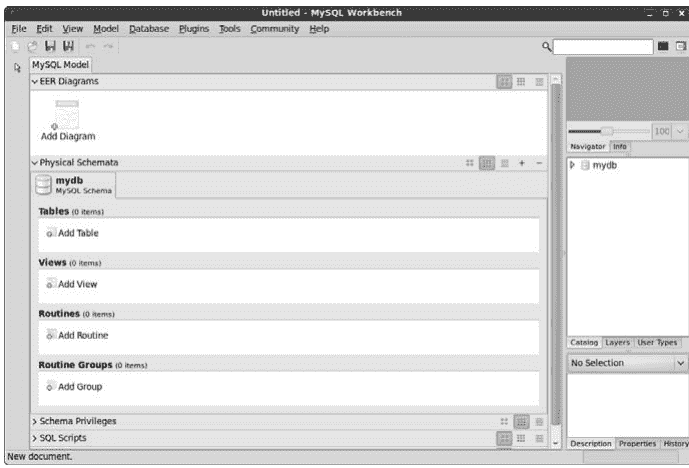 Untitled - MySQL Workbench
File Edit View Model Database Plugins Tools Community Help
MySQL Model
EER Diagrams
Add Diagram
100
Navigator Info
Physical Schemata
mydb
MySQL Schema
mydb
Tables (0 items)
Add Table
Views (0 items)
Add View
Routines (0 items)
Add Routine
Routine Groups (0 items)
Add Group
Catalog Layers User Types
No Selection
Schema Privileges
SQL Scripts
Description Properties History
New document.